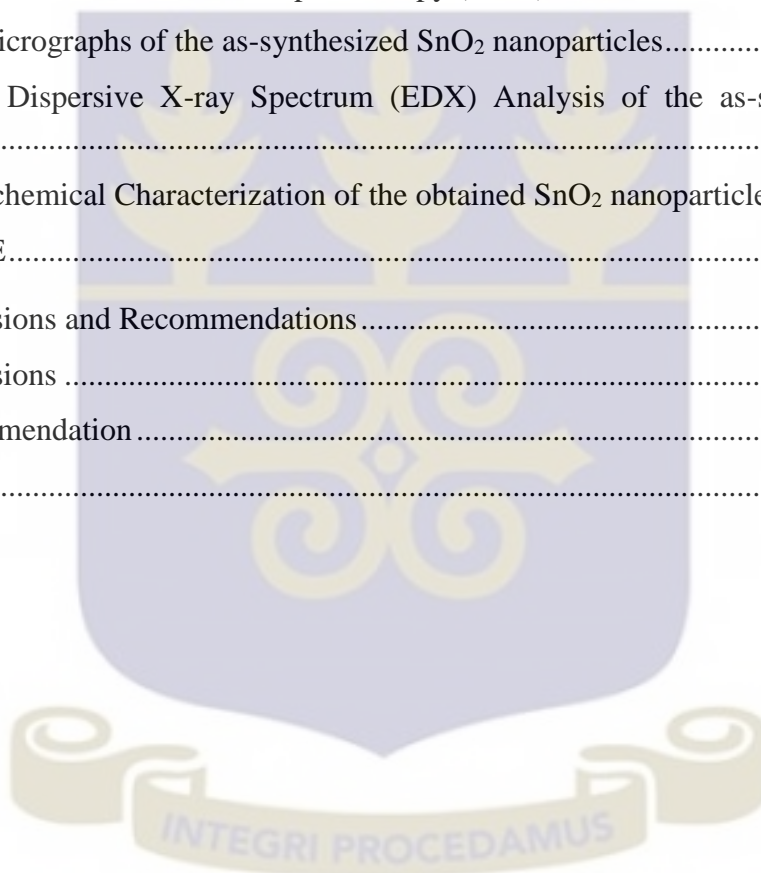 icrographs of the as-synthesized SnO₂ nanoparticles....................
Dispersive X-ray Spectrum (EDX) Analysis of the as-s
....................................................................................................
chemical Characterization of the obtained SnO₂ nanoparticle
E..................................................................................................
sions and Recommendations........................................................
sions ............................................................................................
mendation....................................................................................
....................................................................................................
INTEGRI PROCEDAMUS